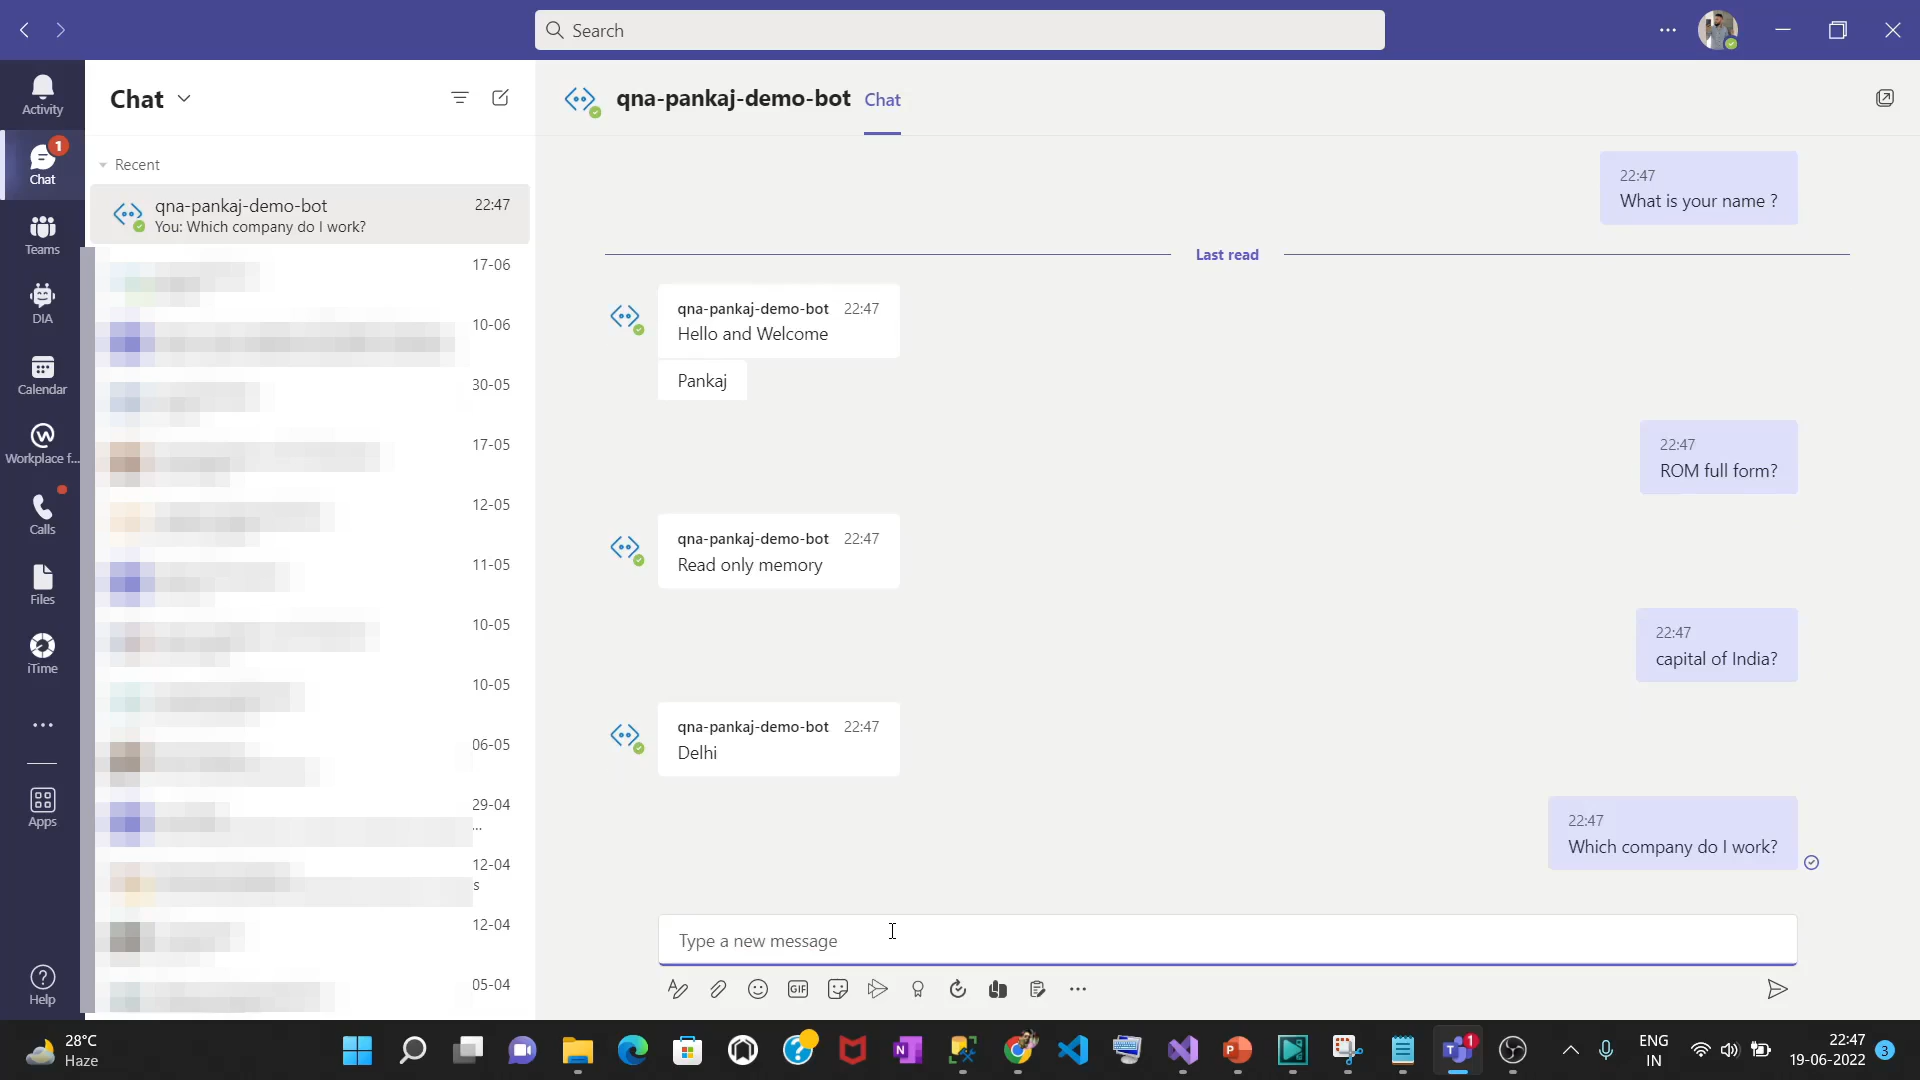 Search
Activity
Chat
1
Chat
Teams
DIA
Calendar
Workplace f...
Calls
Files
iTime
Apps
Help
Recent
qna-pankaj-demo-bot 22:47
You: Which company do I work?
17-06
10-06
30-05
17-05
12-05
11-05
10-05
10-05
06-05
29-04
...
12-04
s
12-04
05-04
qna-pankaj-demo-bot Chat
22:47
What is your name ?
Last read
qna-pankaj-demo-bot 22:47
Hello and Welcome
Pankaj
22:47
ROM full form?
qna-pankaj-demo-bot 22:47
Read only memory
22:47
capital of India?
qna-pankaj-demo-bot 22:47
Delhi
22:47
Which company do I work?
Type a new message
GIF
28°C
Haze
1
ENG
IN
22:47
19-06-2022
3